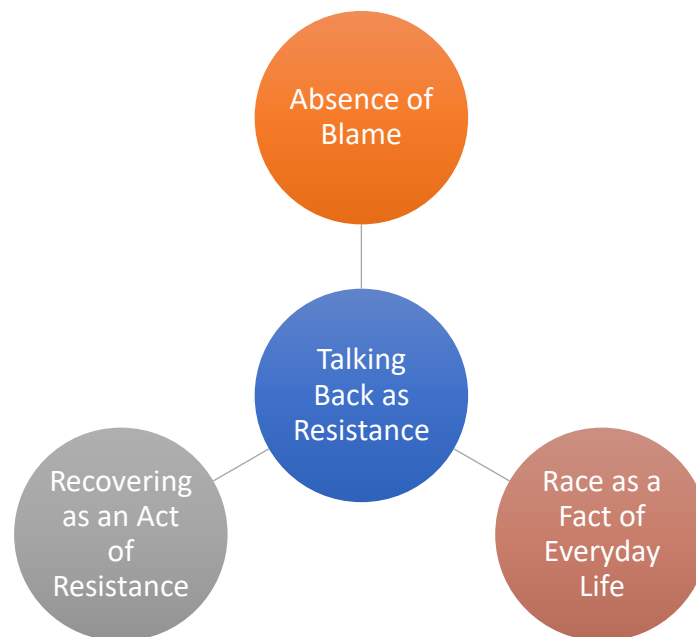 Absence of
Blame
Talking
Back as
Resistance
Recovering
as an Act
of
Resistance
Race as a
Fact of
Everyday
Life